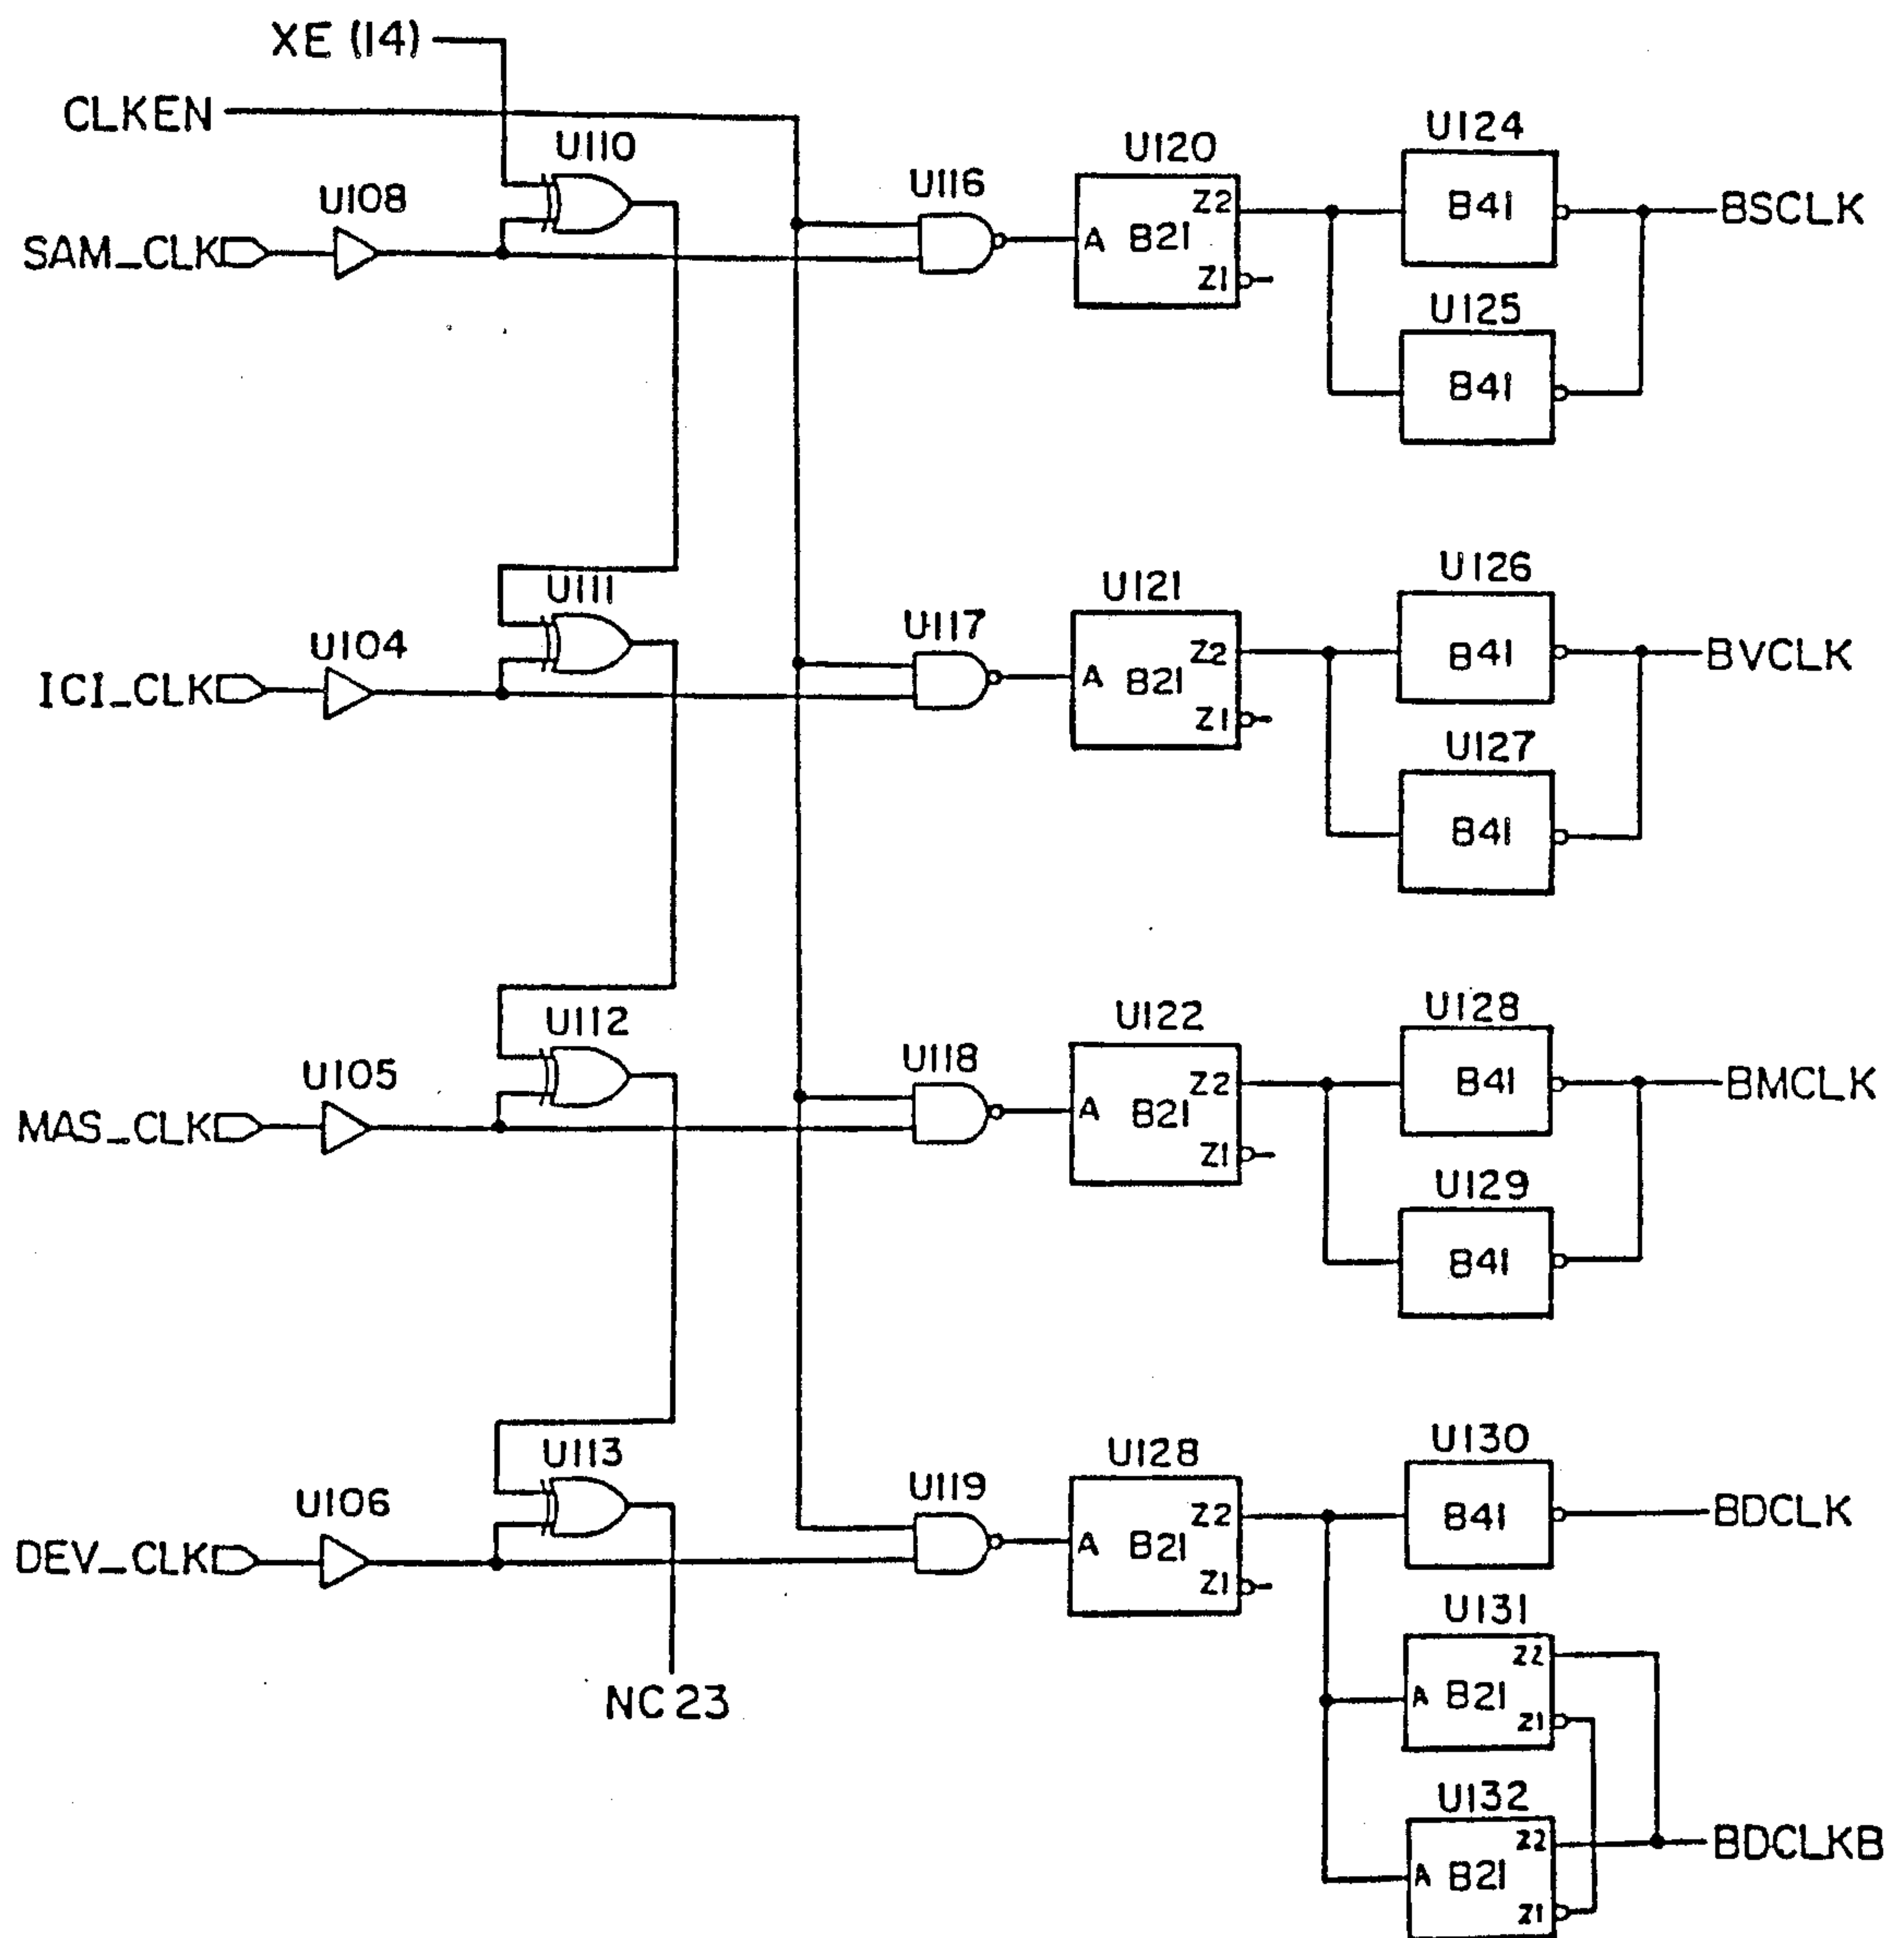 XE (14)
CLKEN
U110
U108
SAM_CLK
U116
U120
A B21 Z2 Z1
U124
B41
BSCLK
U125
B41
U111
U104
ICI_CLK
U117
U121
A B21 Z2 Z1
U126
B41
BVCLK
U127
B41
U112
U105
MAS_CLK
U118
U122
A B21 Z2 Z1
U128
B41
BMCLK
U129
B41
U113
U106
DEV_CLK
U119
U128
A B21 Z2 Z1
U130
B41
BDCLK
U131
A B21 Z2 Z1
NC 23
U132
A B21 Z2 Z1
BDCLKB